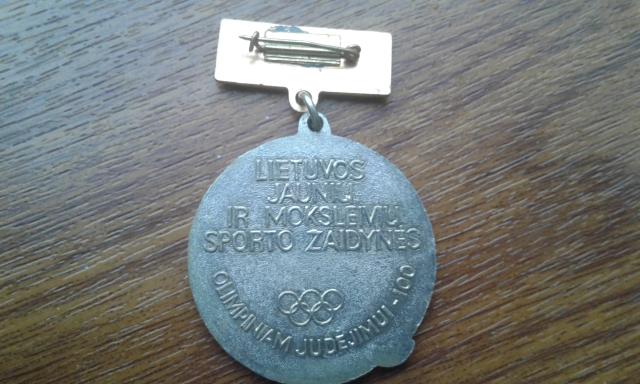 LIETUVOS
JAUNIŲ
IR MOKSLEIVIŲ
SPORTO ŽAIDYNĖS
OLIMPINIAM JUDĖJIMUI-100